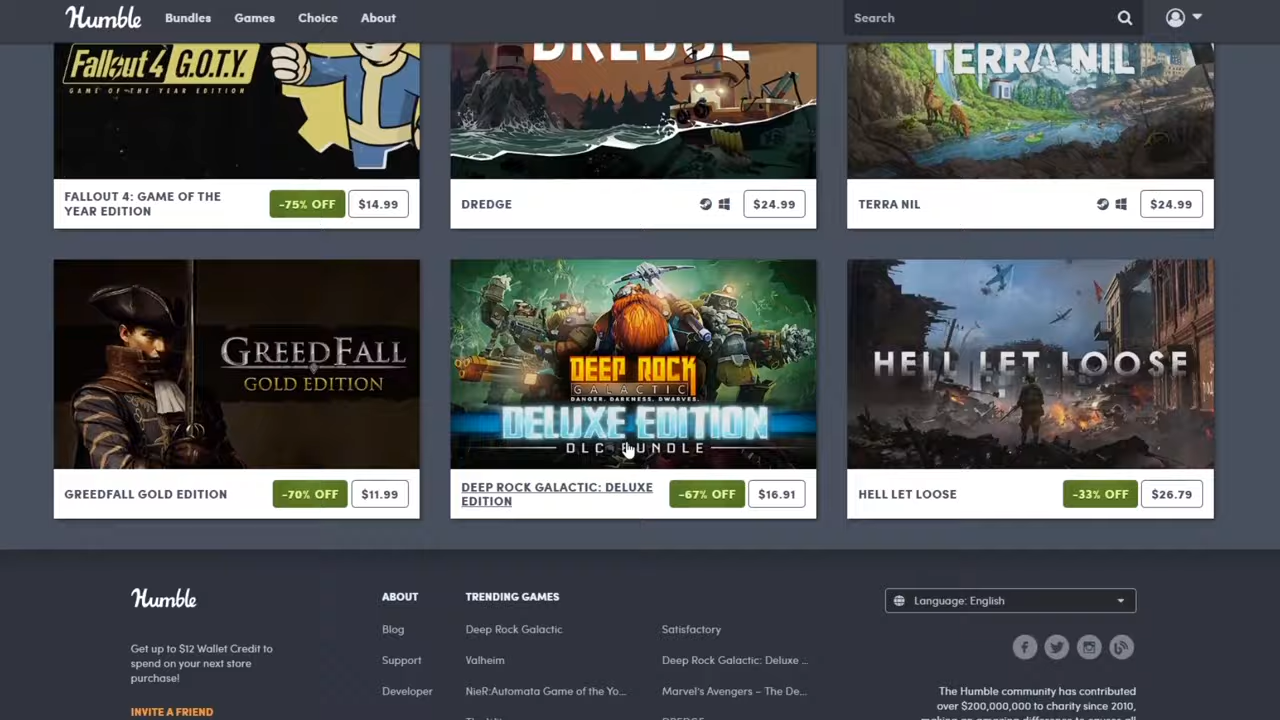 Humble Bundles Games Choice About Search
Fallout 4 G.O.T.Y.
GAME OF THE YEAR EDITION
DREDGE
TERRA NIL
FALLOUT 4: GAME OF THE
YEAR EDITION
-75% OFF $14.99
DREDGE $24.99
TERRA NIL $24.99
GREEDFALL
GOLD EDITION
DEEP ROCK
GALACTIC
DANGER. DARKNESS. DWARVES.
DELUXE EDITION
DLC BUNDLE
HELL LET LOOSE
GREEDFALL GOLD EDITION -70% OFF $11.99
DEEP ROCK GALACTIC: DELUXE
EDITION
-67% OFF $16.91
HELL LET LOOSE -33% OFF $26.79
Humble
Get up to $12 Wallet Credit to
spend on your next store
purchase!
INVITE A FRIEND
ABOUT
Blog
Support
Developer
TRENDING GAMES
Deep Rock Galactic
Valheim
NieR:Automata Game of the Yo...
Satisfactory
Deep Rock Galactic: Deluxe ...
Marvel's Avengers – The De...
Language: English
The Humble community has contributed
over $200,000,000 to charity since 2010,